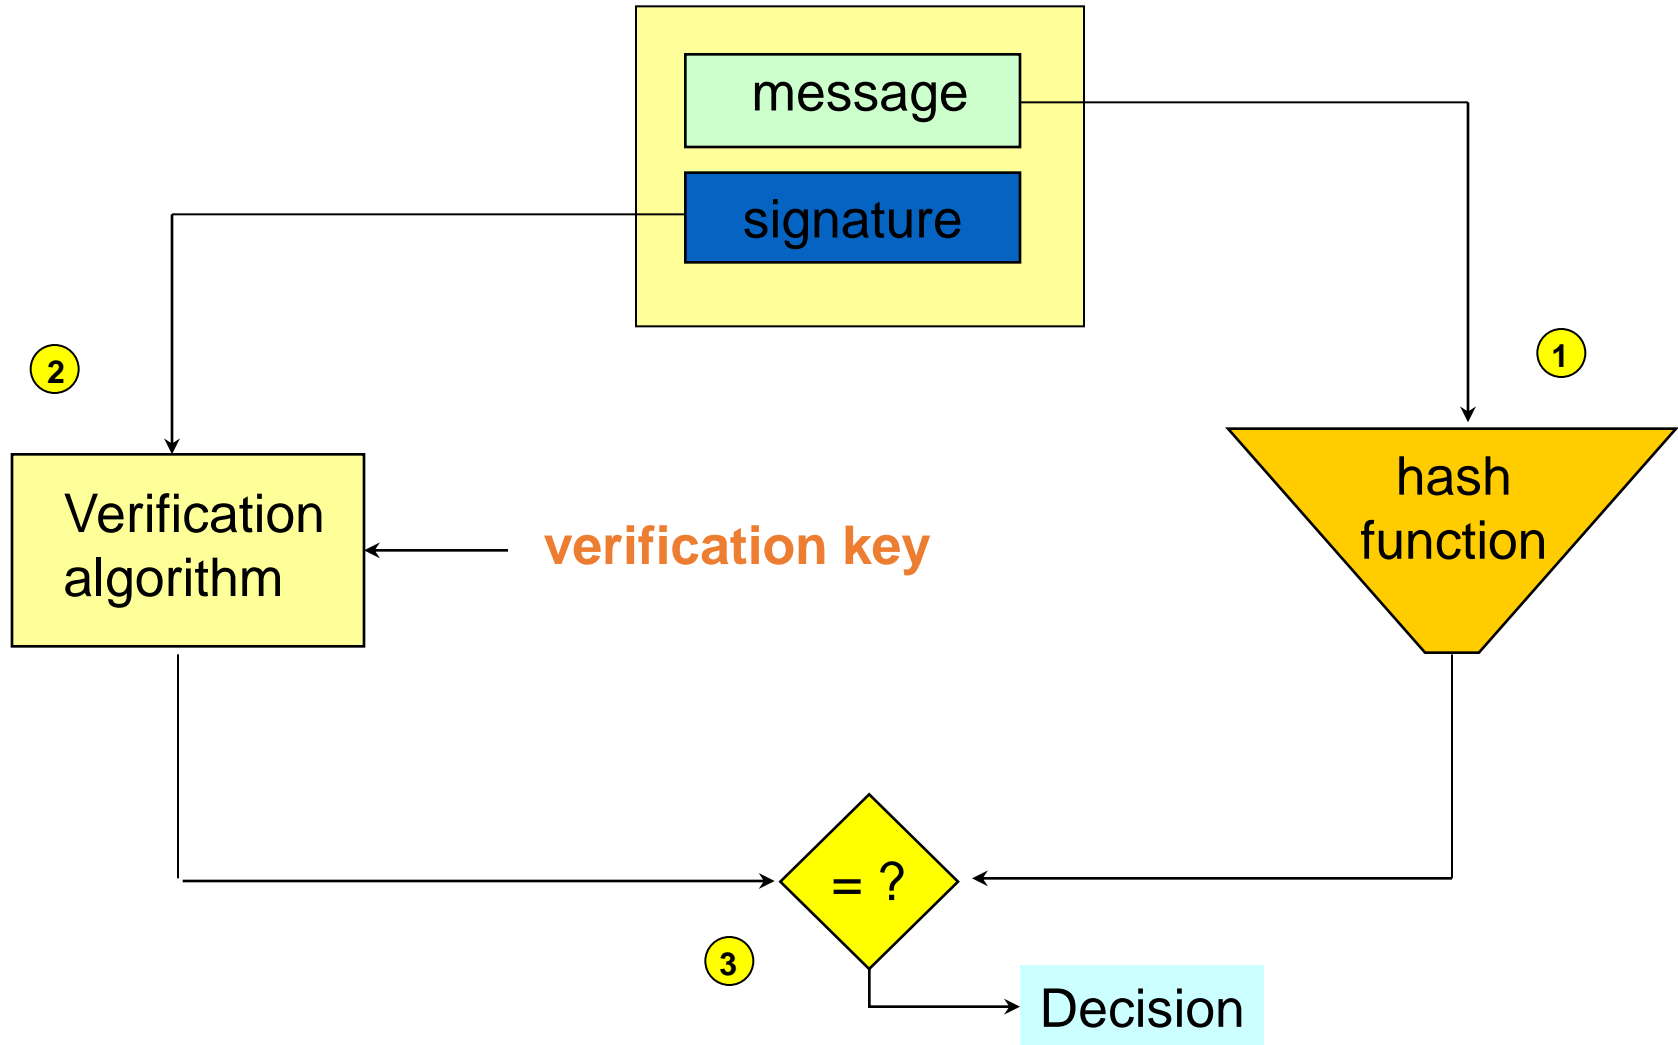 message
signature
2
1
Verification
algorithm
verification key
hash
function
= ?
3
Decision